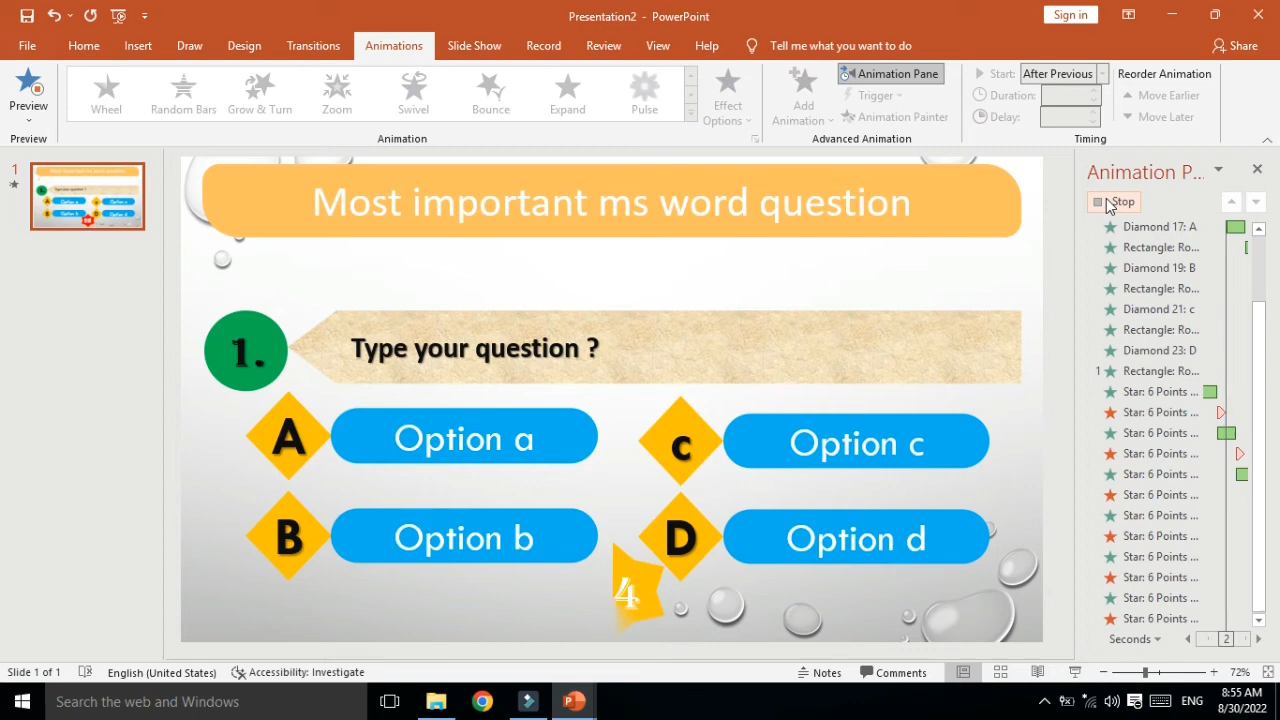 Presentation2 - PowerPoint
Sign in
File Home Insert Draw Design Transitions Animations Slide Show Record Review View Help Tell me what you want to do Share
Preview
Wheel Random Bars Grow & Turn Zoom Swivel Bounce Expand Pulse
Effect Options
Add Animation
Animation Pane
Trigger
Animation Painter
Start: After Previous
Duration:
Delay:
Reorder Animation
Move Earlier
Move Later
Preview Animation Advanced Animation Timing
1
Most important ms word question
1.
Type your question ?
A
Option a
c
Option c
B
Option b
D
Option d
4
Animation P...
Stop
Diamond 17: A
Rectangle: Ro...
Diamond 19: B
Rectangle: Ro...
Diamond 21: c
Rectangle: Ro...
Diamond 23: D
1 Rectangle: Ro...
Star: 6 Points ...
Star: 6 Points ...
Star: 6 Points ...
Star: 6 Points ...
Star: 6 Points ...
Star: 6 Points ...
Star: 6 Points ...
Star: 6 Points ...
Star: 6 Points ...
Star: 6 Points ...
Star: 6 Points ...
Star: 6 Points ...
Seconds 2
Slide 1 of 1 English (United States) Accessibility: Investigate Notes Comments 72%
Search the web and Windows
ENG
8:55 AM
8/30/2022